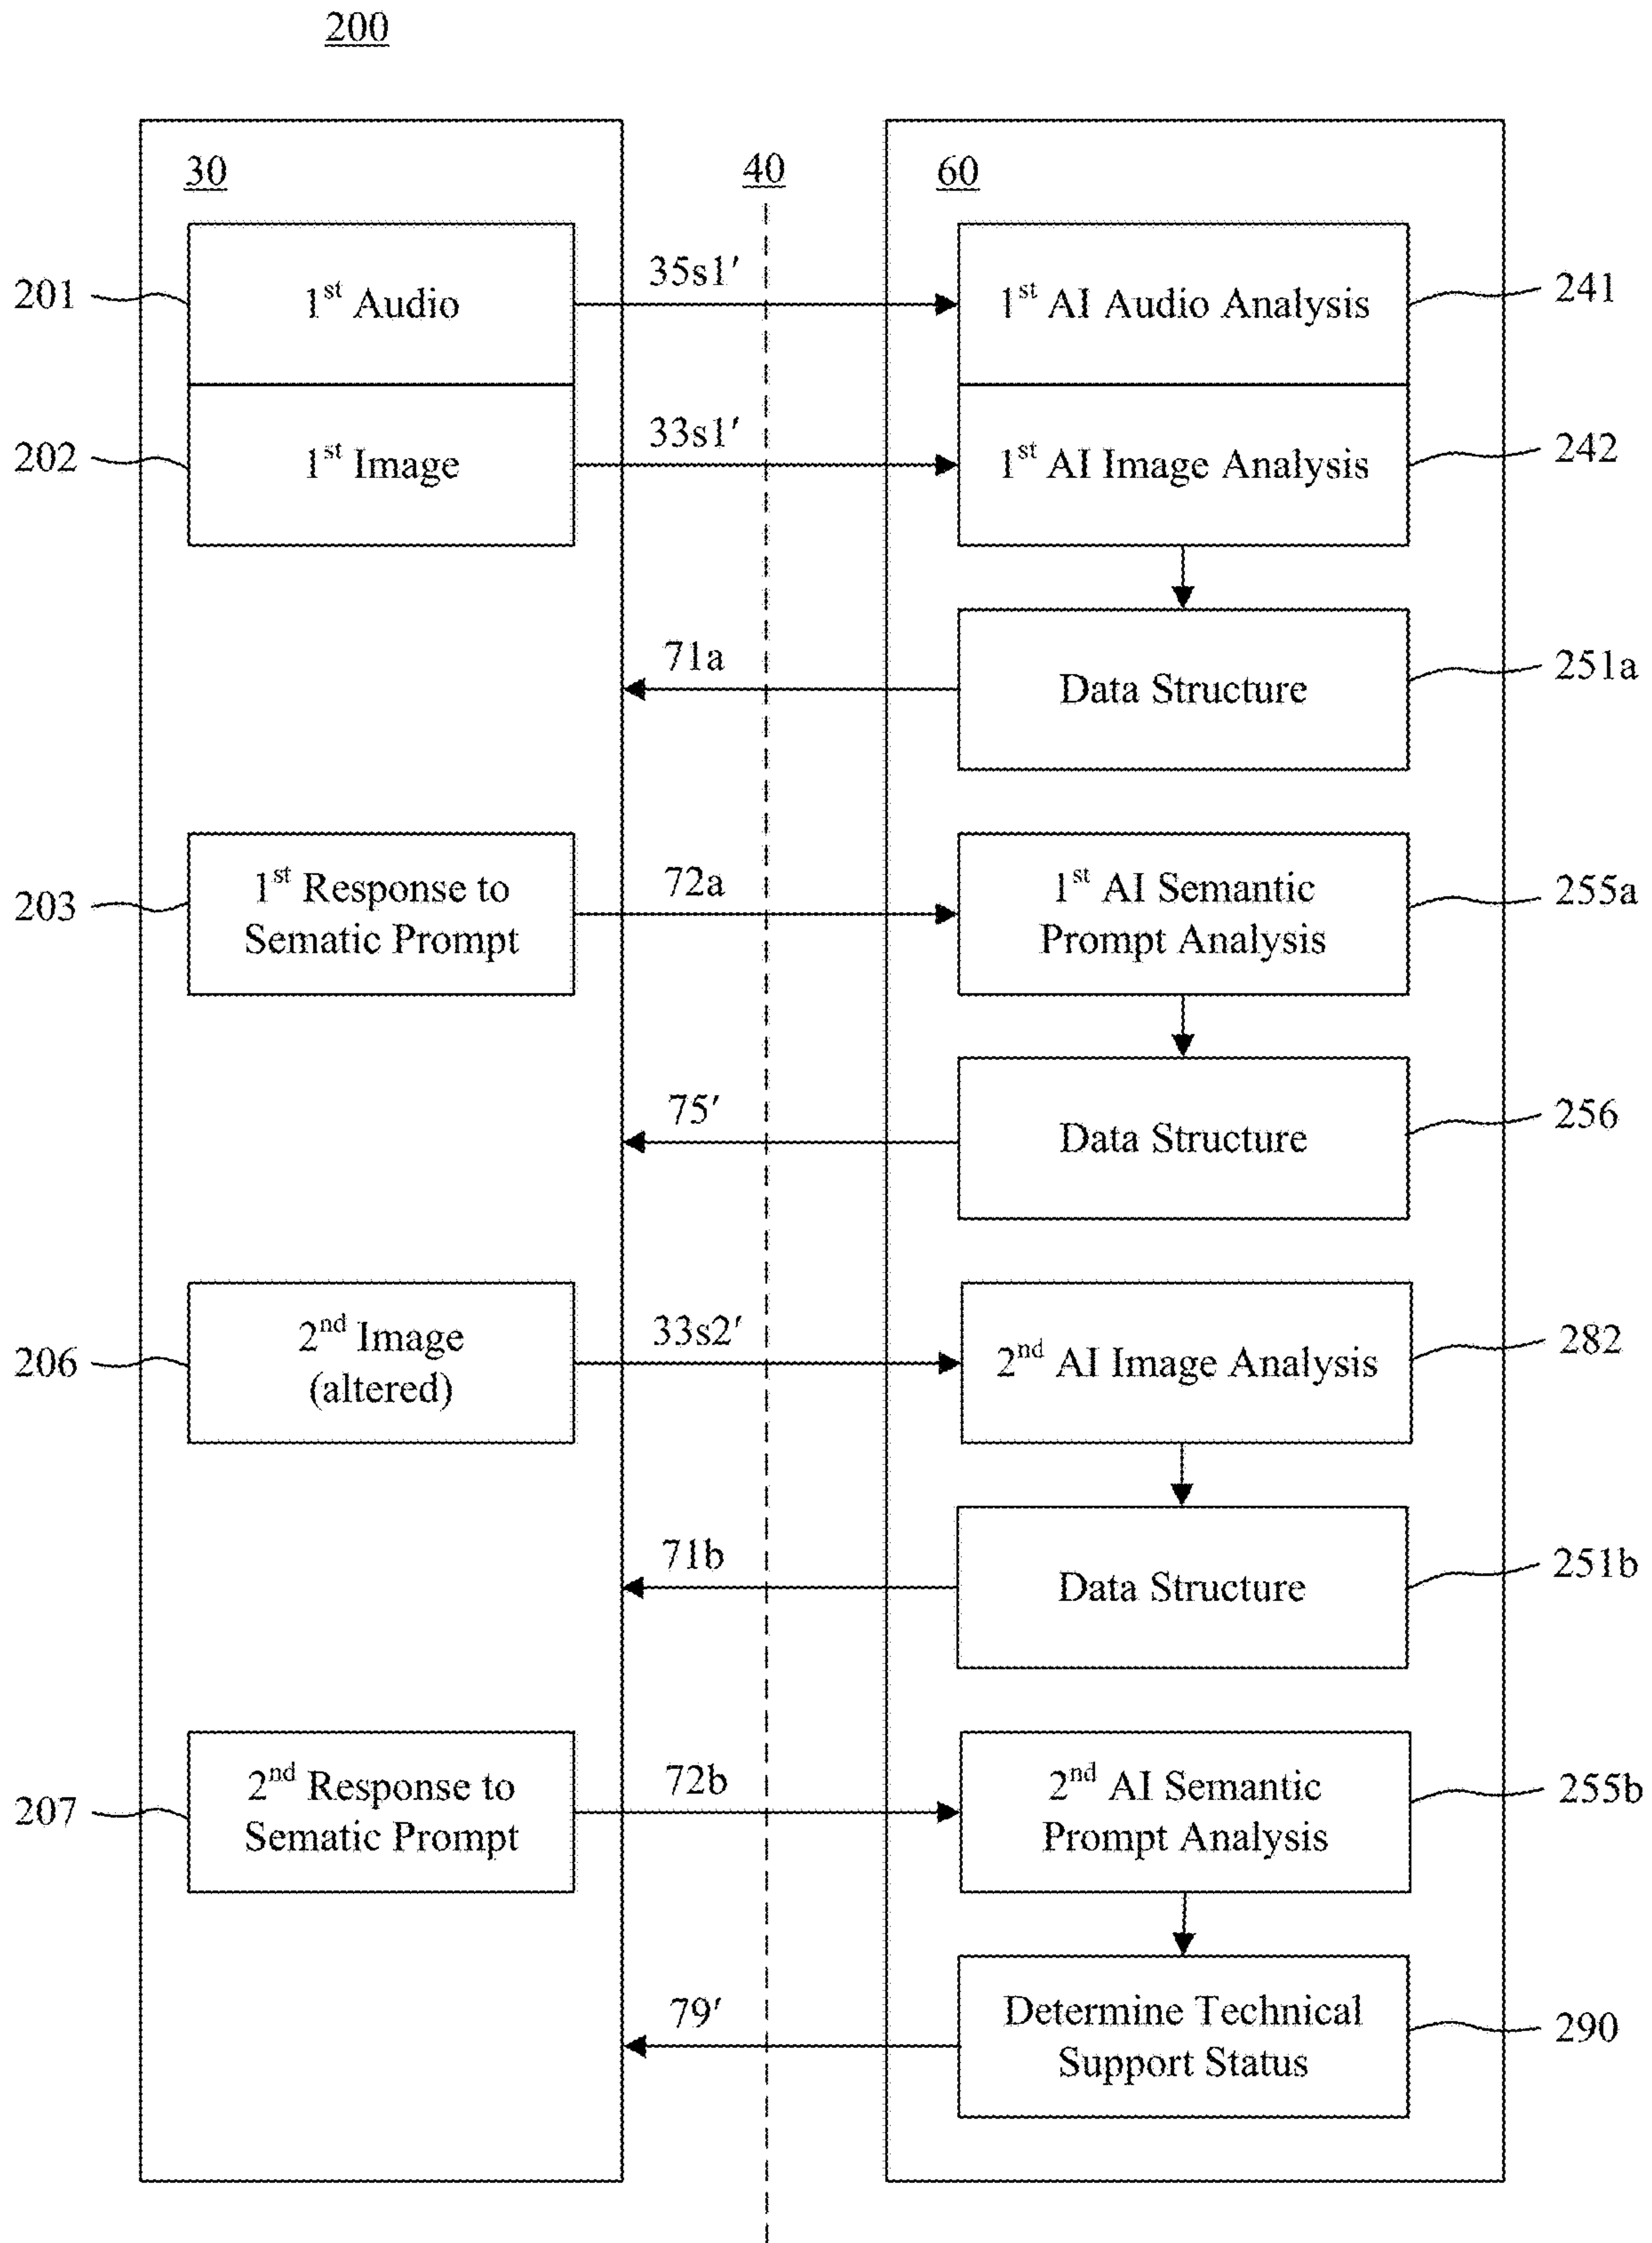 200
30
40
60
201
1st Audio
35s1′
1st AI Audio Analysis
241
202
1st Image
33s1′
1st AI Image Analysis
242
71a
Data Structure
251a
203
1st Response to
Sematic Prompt
72a
1st AI Semantic
Prompt Analysis
255a
75′
Data Structure
256
206
2nd Image
(altered)
33s2′
2nd AI Image Analysis
282
71b
Data Structure
251b
207
2nd Response to
Sematic Prompt
72b
2nd AI Semantic
Prompt Analysis
255b
79′
Determine Technical
Support Status
290